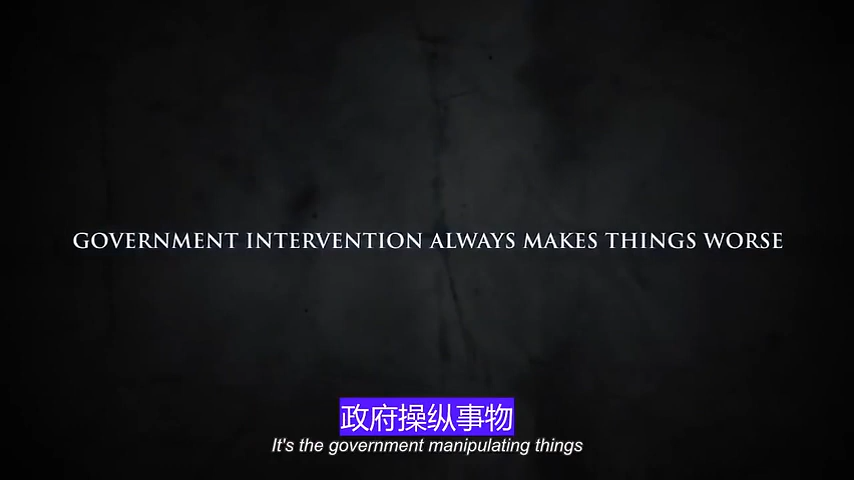 GOVERNMENT INTERVENTION ALWAYS MAKES THINGS WORSE
政府操纵事物
It's the government manipulating things